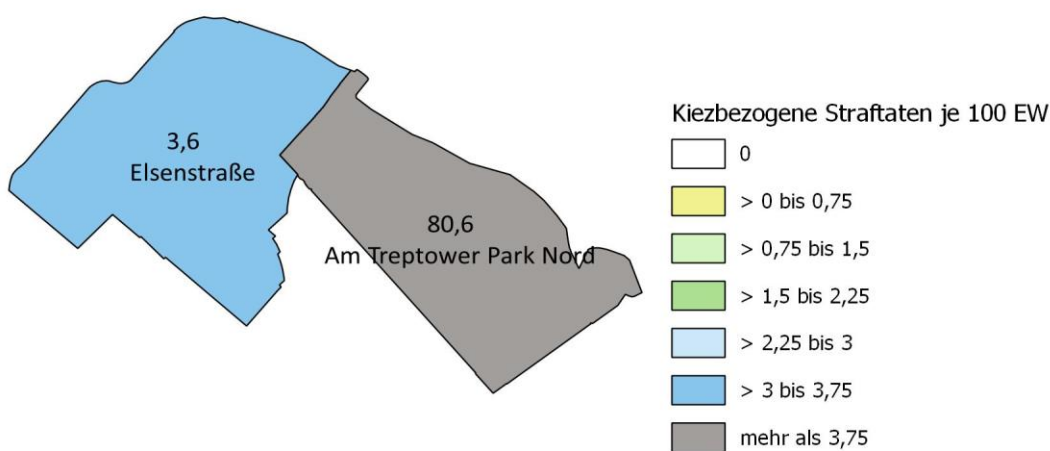 3,6
Elsenstraße
80,6
Am Treptower Park Nord
Kiezbezogene Straftaten je 100 EW
0
> 0 bis 0,75
> 0,75 bis 1,5
> 1,5 bis 2,25
> 2,25 bis 3
> 3 bis 3,75
mehr als 3,75